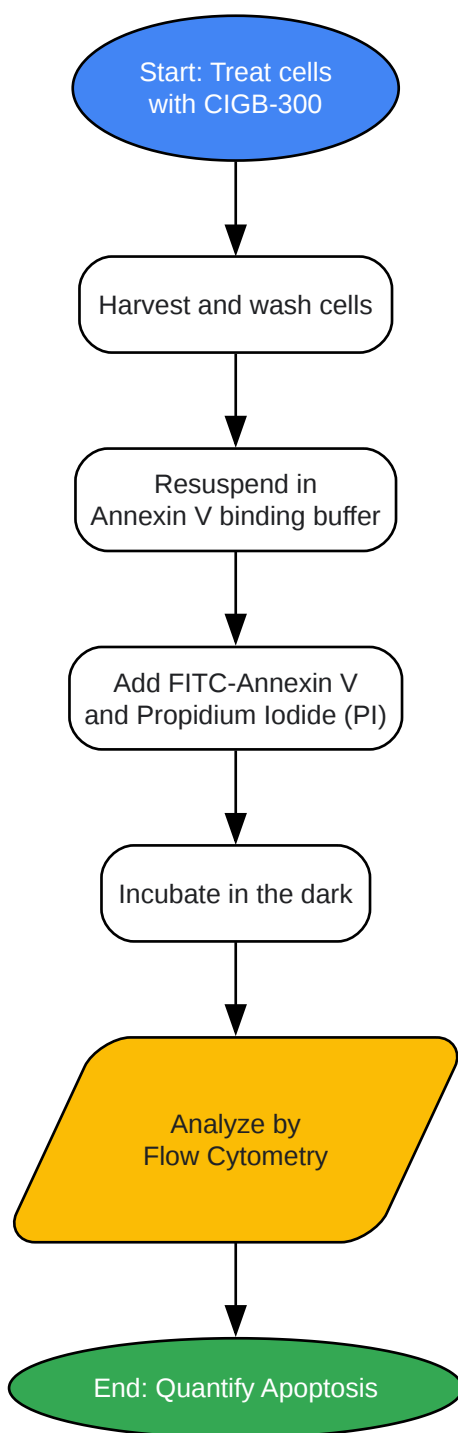 Start: Treat cells
with CIGB-300
Harvest and wash cells
Resuspend in
Annexin V binding buffer
Add FITC-Annexin V
and Propidium Iodide (PI)
Incubate in the dark
Analyze by
Flow Cytometry
End: Quantify Apoptosis